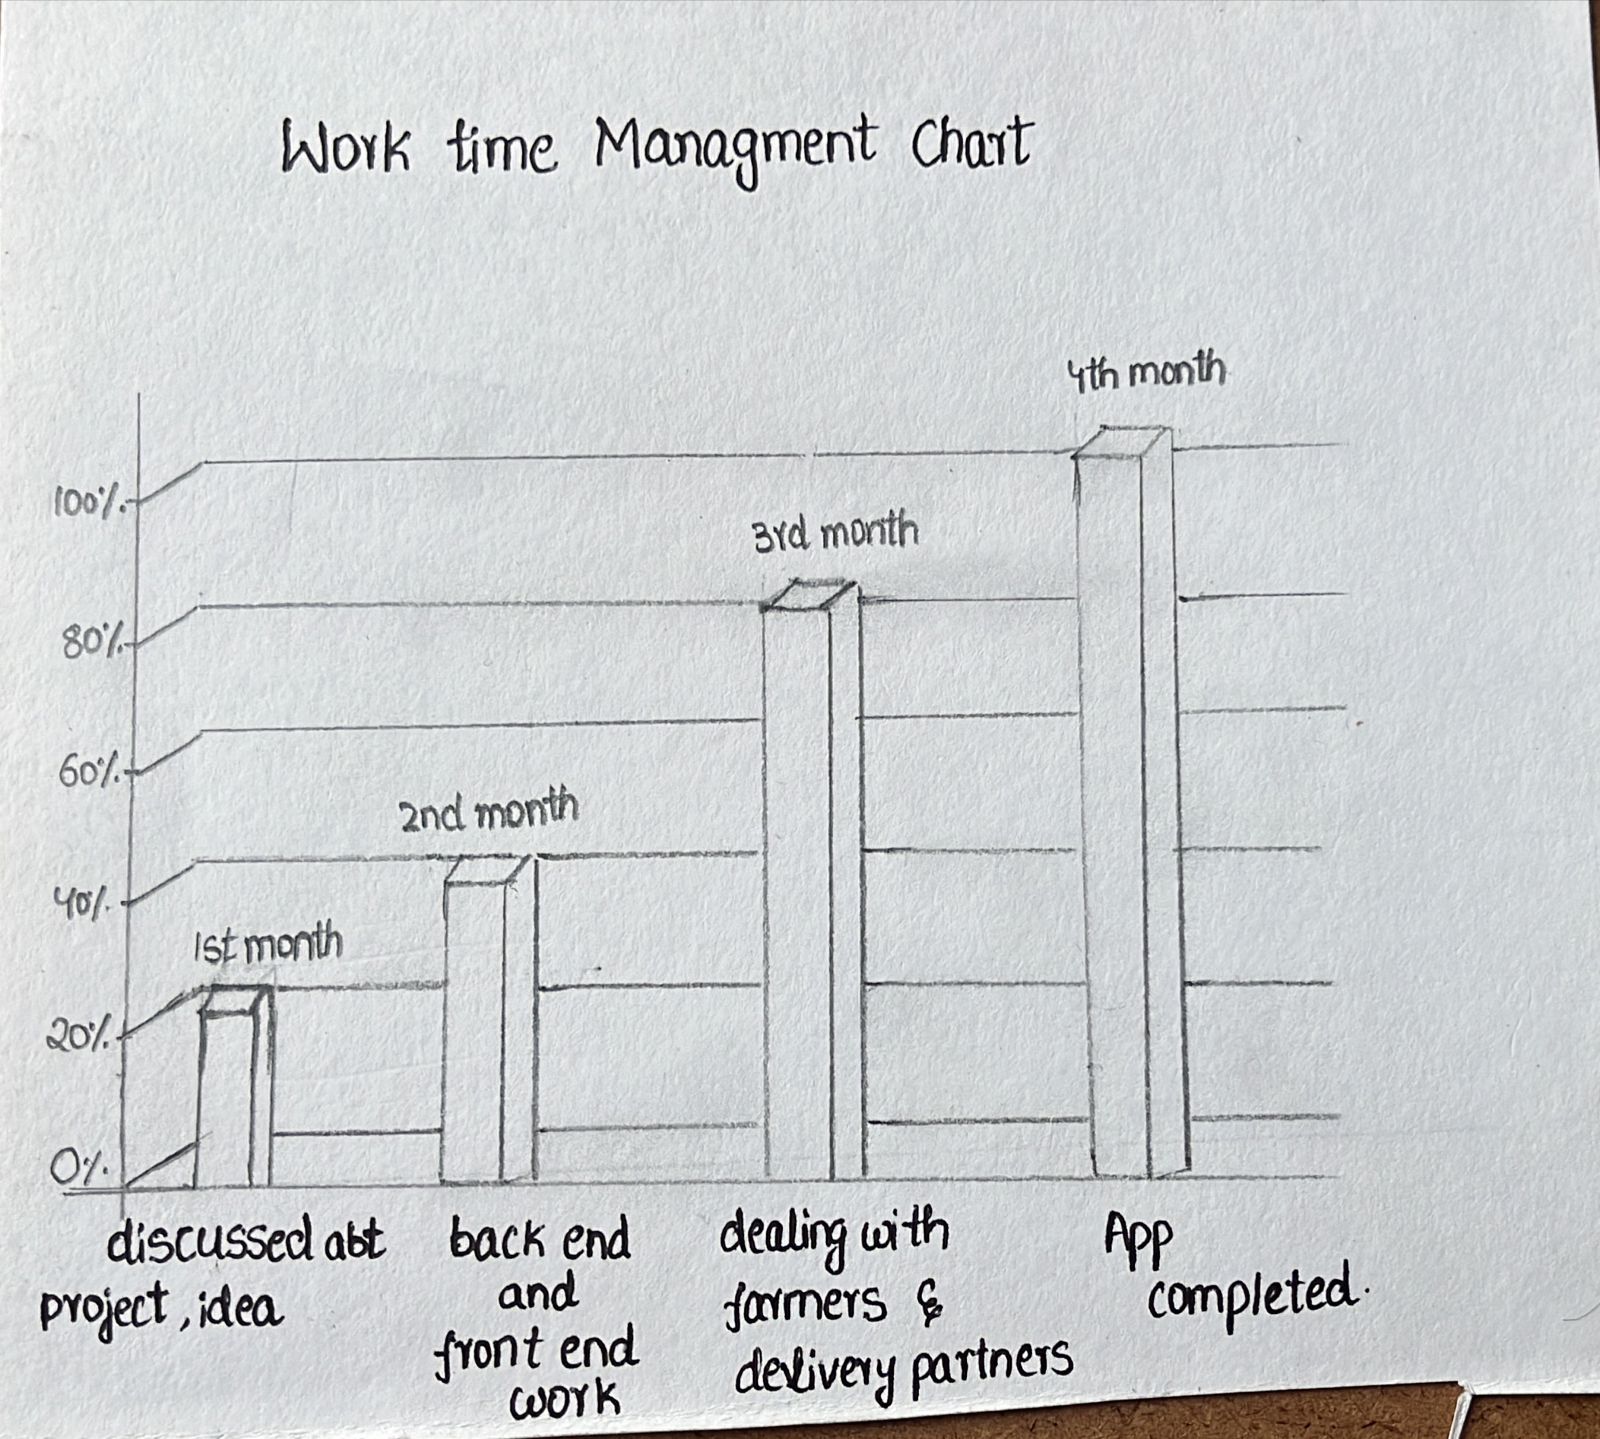 Work time Managment Chart
4th month
100%
3rd month
80%
60%
2nd month
40%
1st month
20%
0%
discussed abt
project, idea
back end
and
front end
work
dealing with
farmers &
delivery partners
App
completed.